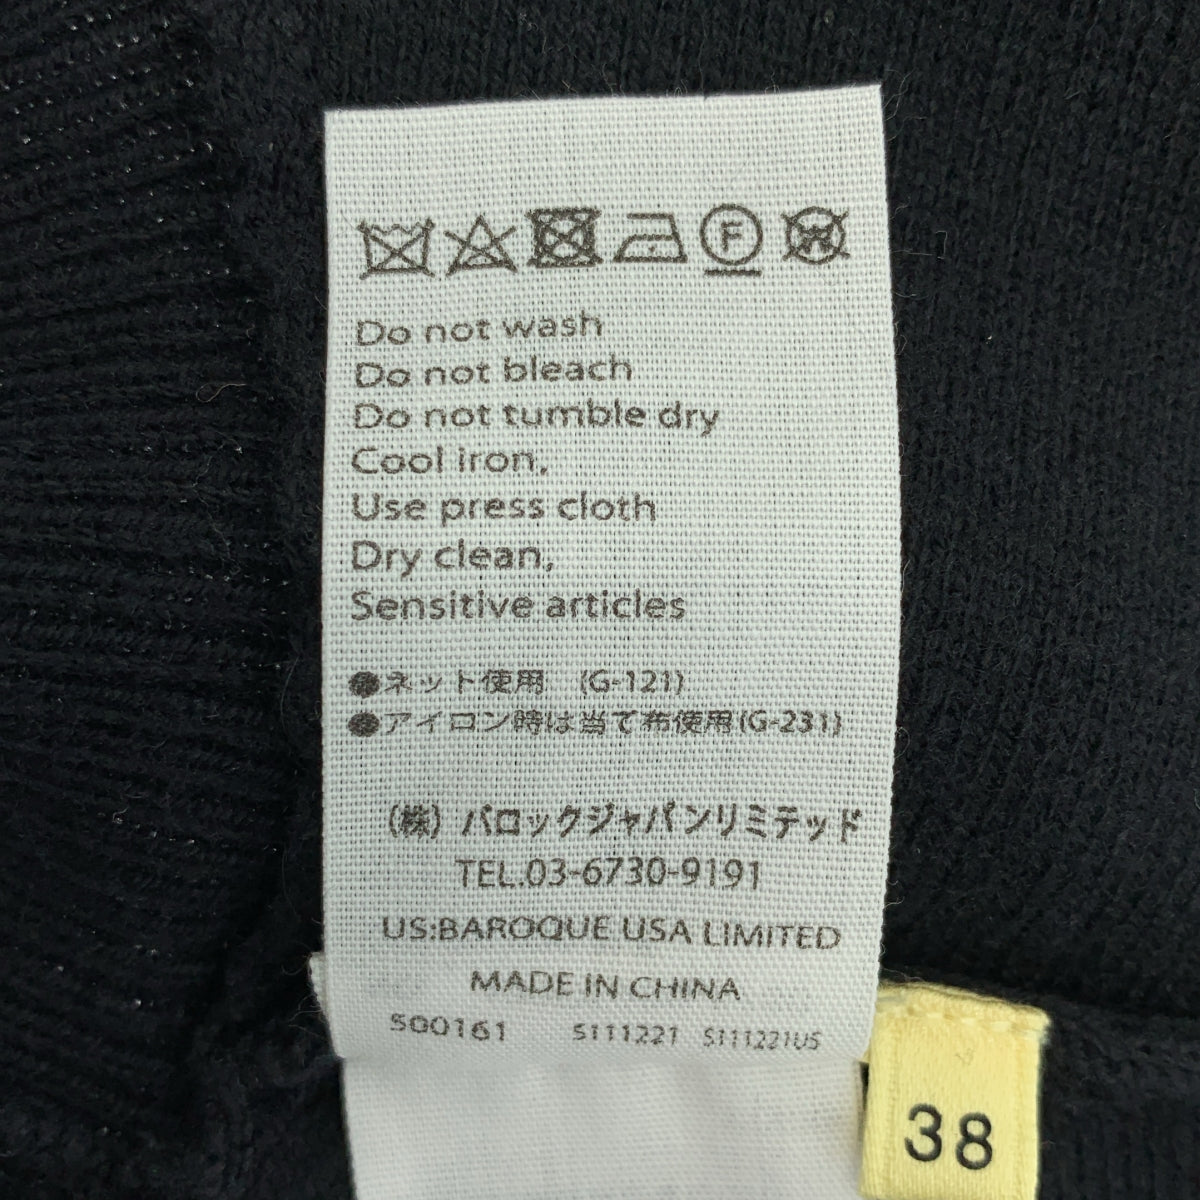 F
W
Do not wash
Do not bleach
Do not tumble dry
Cool iron,
Use press cloth
Dry clean,
Sensitive articles
●ネット使用 (G-121)
●アイロン時は当て布使用(G-231)
(株) バロックジャパンリミテッド
TEL.03-6730-9191
US:BAROQUE USA LIMITED
MADE IN CHINA
500161 5111221 5111221US
38